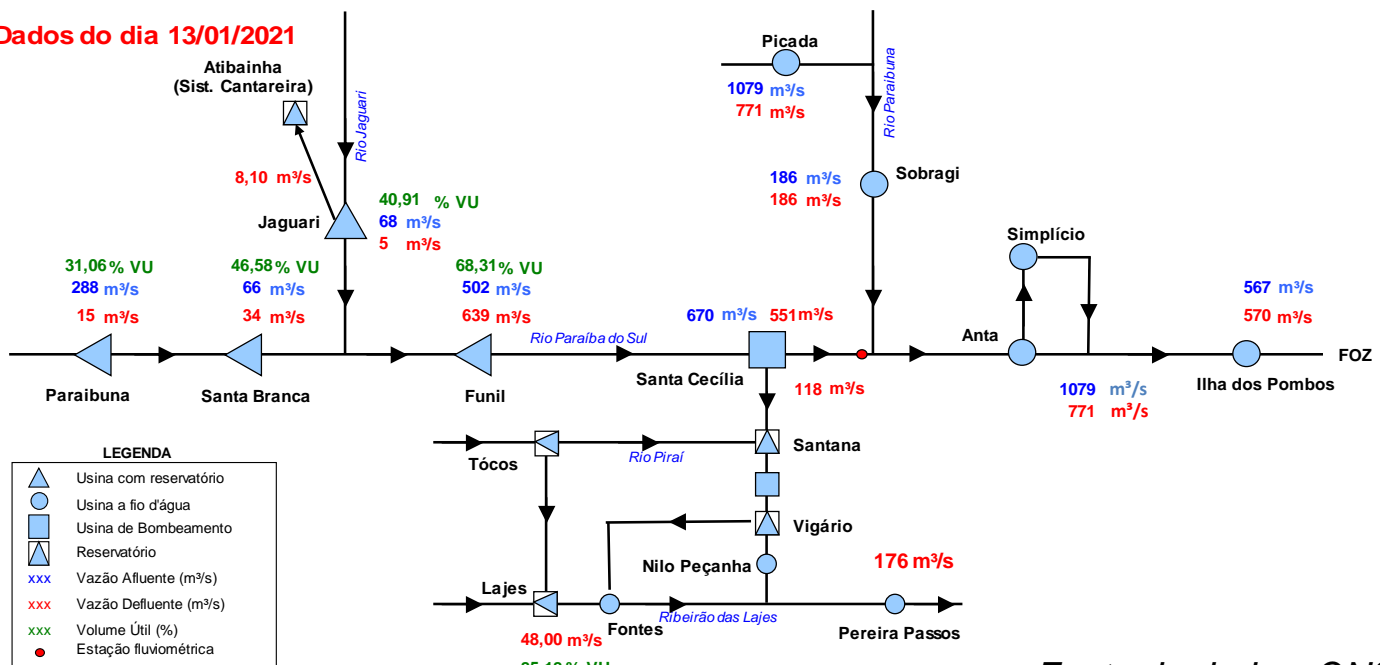 Dados do dia 13/01/2021
Atibainha
(Sist. Cantareira)
Rio Jaguari
8,10 m³/s
Jaguari
40,91 % VU
68 m³/s
5 m³/s
Picada
1079 m³/s
771 m³/s
Rio Paraibuna
Sobragi
186 m³/s
186 m³/s
31,06 % VU
288 m³/s
15 m³/s
Paraibuna
46,58 % VU
66 m³/s
34 m³/s
Santa Branca
68,31 % VU
502 m³/s
639 m³/s
Funil
Rio Paraíba do Sul
670 m³/s 551 m³/s
Santa Cecília
118 m³/s
Simplício
Anta
1079 m³/s
771 m³/s
567 m³/s
570 m³/s
Ilha dos Pombos
FOZ
Tócos
Rio Piraí
Santana
Vigário
Nilo Peçanha
176 m³/s
Lajes
Fontes
Ribeirão das Lajes
Pereira Passos
48,00 m³/s
LEGENDA
Usina com reservatório
Usina a fio d'água
Usina de Bombeamento
Reservatório
xxx Vazão Afluente (m³/s)
xxx Vazão Defluente (m³/s)
xxx Volume Útil (%)
Estação fluviométrica